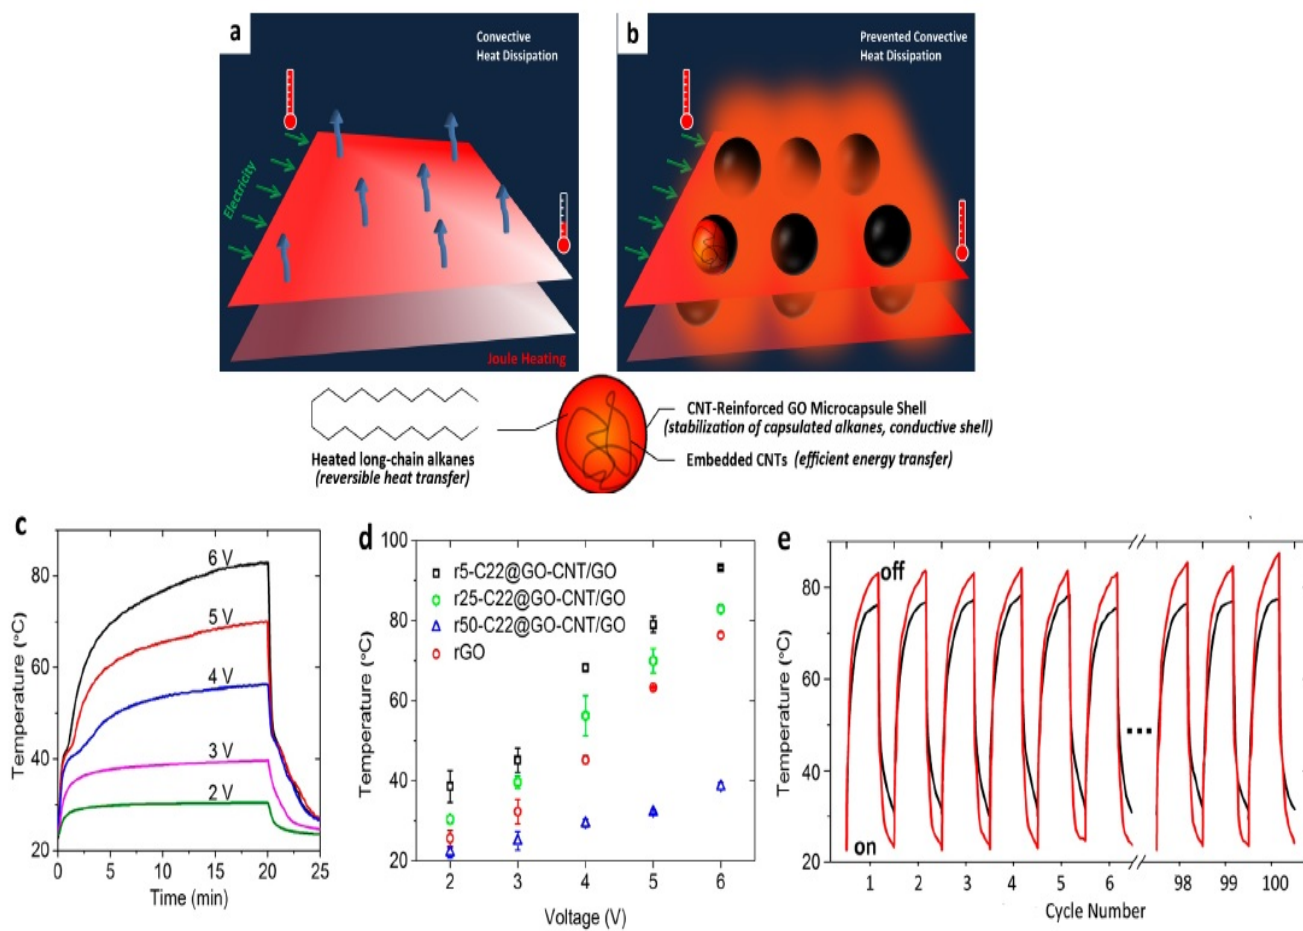 a
Convective
Heat Dissipation
Electricity
Joule Heating
b
Prevented Convective
Heat Dissipation
Heated long-chain alkanes
(reversible heat transfer)
CNT-Reinforced GO Microcapsule Shell
(stabilization of capsulated alkanes, conductive shell)
Embedded CNTs (efficient energy transfer)
c
6 V
5 V
4 V
3 V
2 V
80
60
40
20
Temperature (°C)
0 5 10 15 20 25
Time (min)
d
r5-C22@GO-CNT/GO
r25-C22@GO-CNT/GO
r50-C22@GO-CNT/GO
rGO
100
80
60
40
20
Temperature (°C)
2 3 4 5 6
Voltage (V)
e
off
on
80
60
40
20
Temperature (°C)
1 2 3 4 5 6 98 99 100
Cycle Number